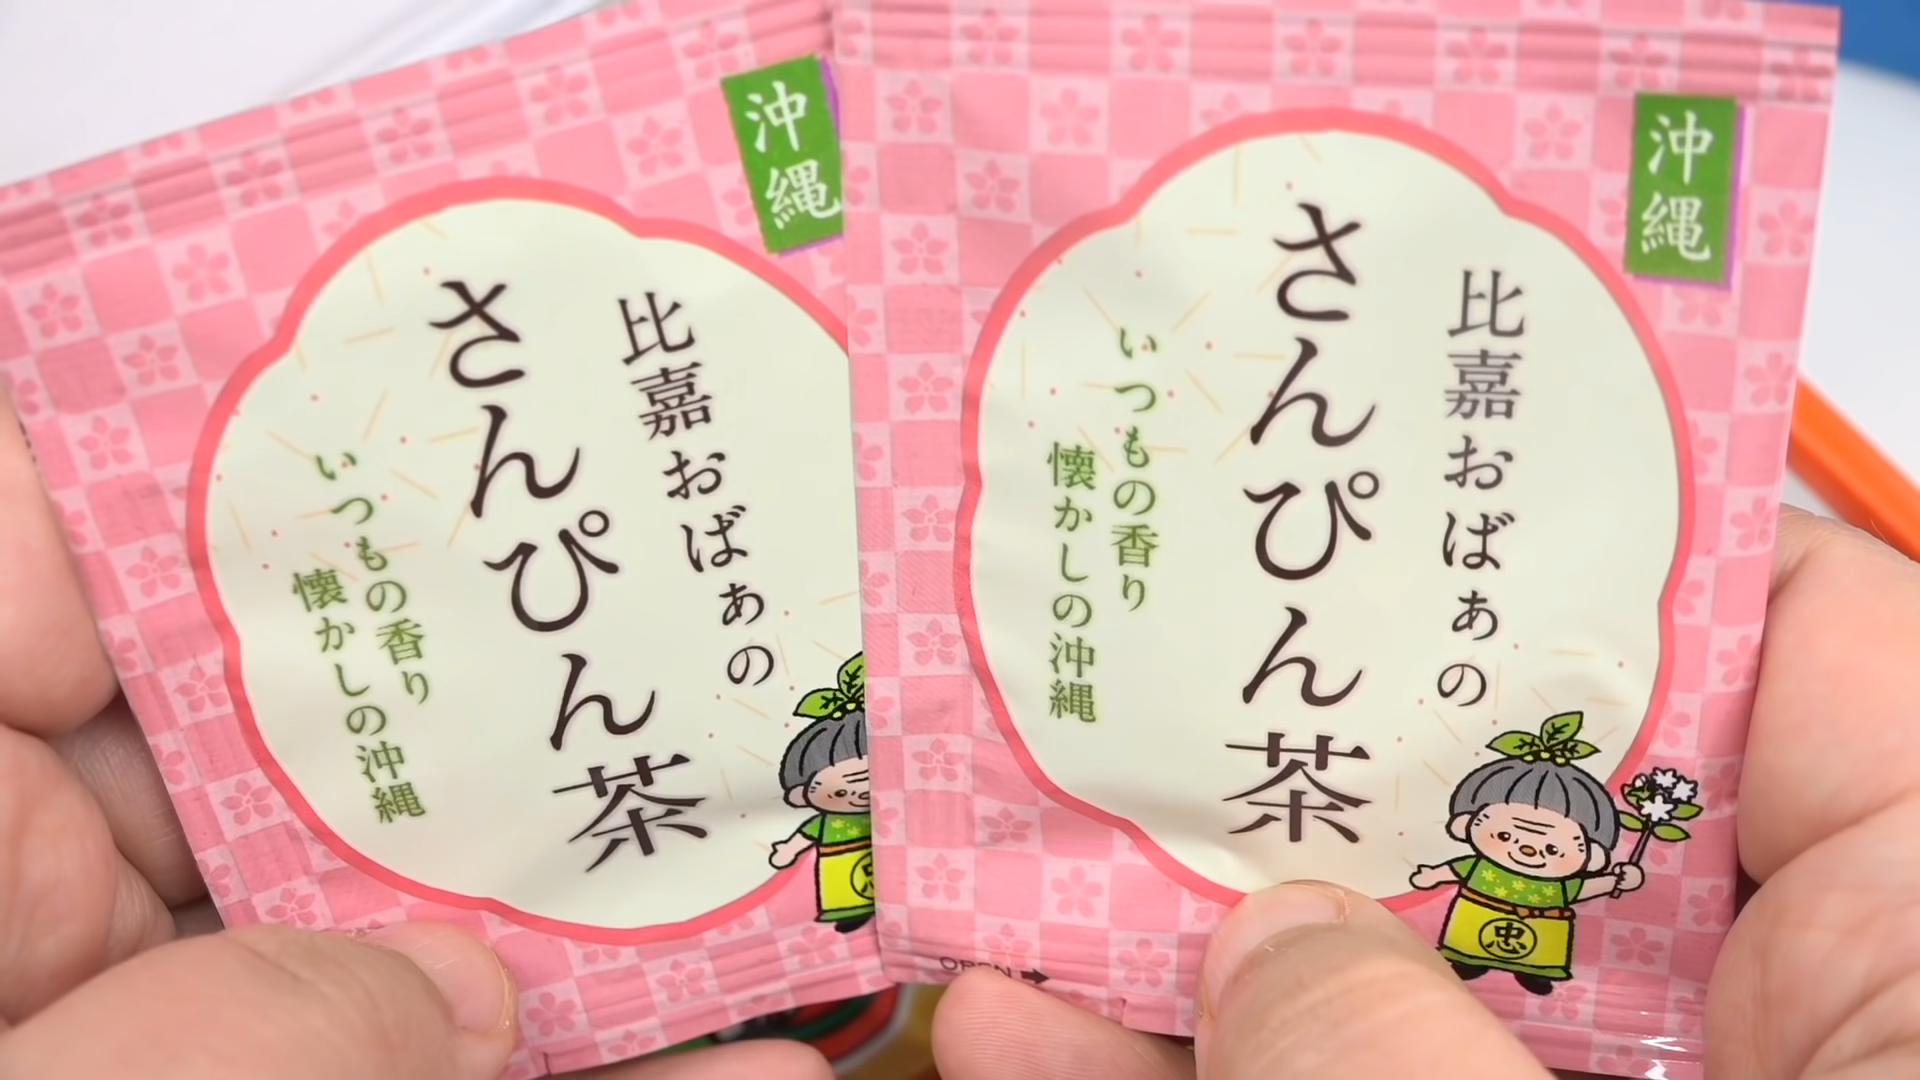 沖縄
比嘉おばぁの
さんぴん茶
いつもの香り
懐かしの沖縄
忠
沖縄
比嘉おばぁの
さんぴん茶
いつもの香り
懐かしの沖縄
忠
OPEN